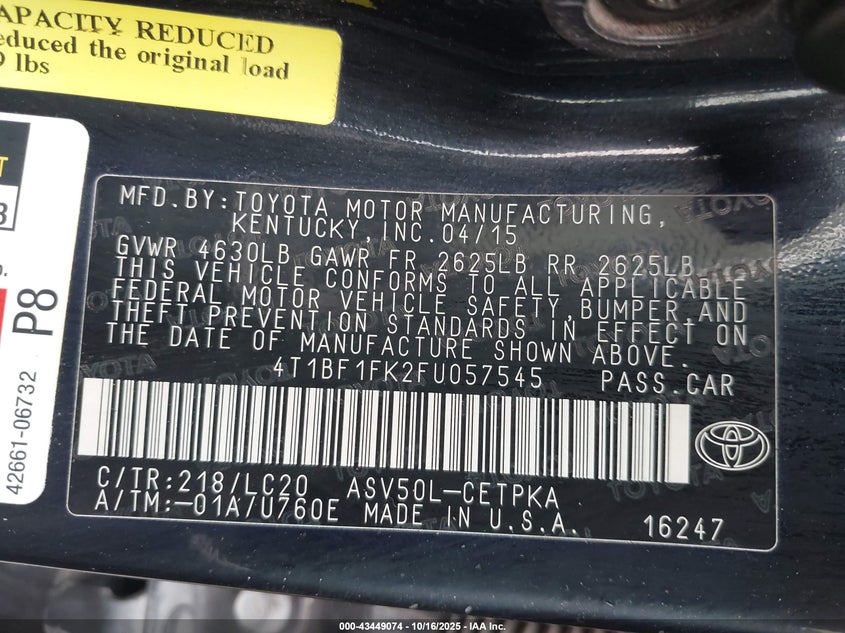 APACITY REDUCED
educed the original load
lbs
P8
42661-06732
MFD.BY:TOYOTA MOTOR MANUFACTURING,
KENTUCKY, INC.04/15
GVWR 4630LB GAWR FR 2625LB RR 2625LB
THIS VEHICLE CONFORMS TO ALL APPLICABLE
FEDERAL MOTOR VEHICLE SAFETY,BUMPER,AND
THEFT PREVENTION STANDARDS IN EFFECT ON
THE DATE OF MANUFACTURE SHOWN ABOVE.
4T1BF1FK2FU057545 PASS.CAR
C/TR:218/LC20 ASV50L-CETPKA
A/TM:-01A/U760E MADE IN U.S.A. 16247
000-43449074 - 10/16/2025 - IAA Inc.